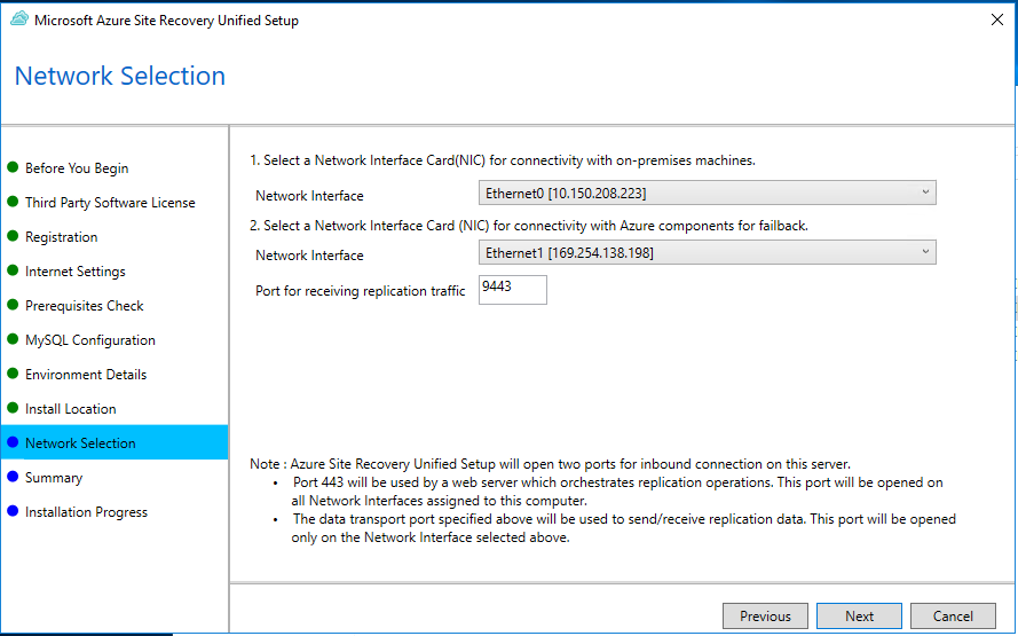 Microsoft Azure Site Recovery Unified Setup
Network Selection
Before You Begin
Third Party Software License
Registration
Internet Settings
Prerequisites Check
MySQL Configuration
Environment Details
Install Location
Network Selection
Summary
Installation Progress
1. Select a Network Interface Card(NIC) for connectivity with on-premises machines.
Network Interface
Ethernet0 [10.150.208.223]
2. Select a Network Interface Card (NIC) for connectivity with Azure components for failback.
Network Interface
Ethernet1 [169.254.138.198]
Port for receiving replication traffic
9443
Note : Azure Site Recovery Unified Setup will open two ports for inbound connection on this server.
• Port 443 will be used by a web server which orchestrates replication operations. This port will be opened on
all Network Interfaces assigned to this computer.
• The data transport port specified above will be used to send/receive replication data. This port will be opened
only on the Network Interface selected above.
Previous
Next
Cancel